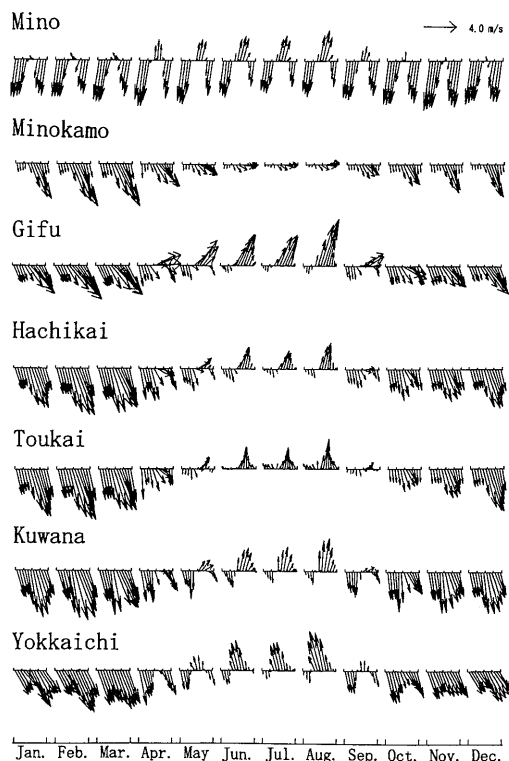 Mino
4.0 m/s
Minokamo
Gifu
Hachikai
Toukai
Kuwana
Yokkaichi
Jan. Feb. Mar. Apr. May Jun. Jul. Aug. Sep. Oct. Nov. Dec.